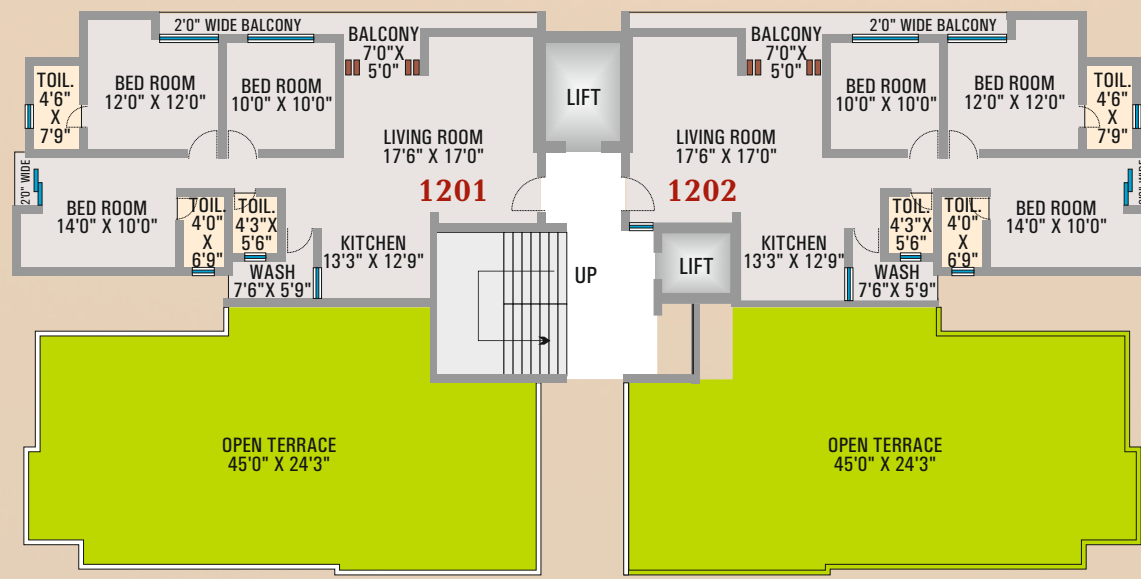 2'0" WIDE BALCONY
BALCONY
7'0"X
5'0"
TOIL.
4'6"
X
7'9"
BED ROOM
12'0" X 12'0"
BED ROOM
10'0" X 10'0"
LIVING ROOM
17'6" X 17'0"
1201
2'0" WIDE
BED ROOM
14'0" X 10'0"
TOIL.
4'0"
X
6'9"
TOIL.
4'3"X
5'6"
WASH
7'6"X 5'9"
KITCHEN
13'3" X 12'9"
OPEN TERRACE
45'0" X 24'3"
LIFT
UP
LIFT
BALCONY
7'0"X
5'0"
2'0" WIDE BALCONY
LIVING ROOM
17'6" X 17'0"
1202
BED ROOM
10'0" X 10'0"
BED ROOM
12'0" X 12'0"
TOIL.
4'6"
X
7'9"
KITCHEN
13'3" X 12'9"
TOIL.
4'3"X
5'6"
TOIL.
4'0"
X
6'9"
WASH
7'6"X 5'9"
BED ROOM
14'0" X 10'0"
OPEN TERRACE
45'0" X 24'3"